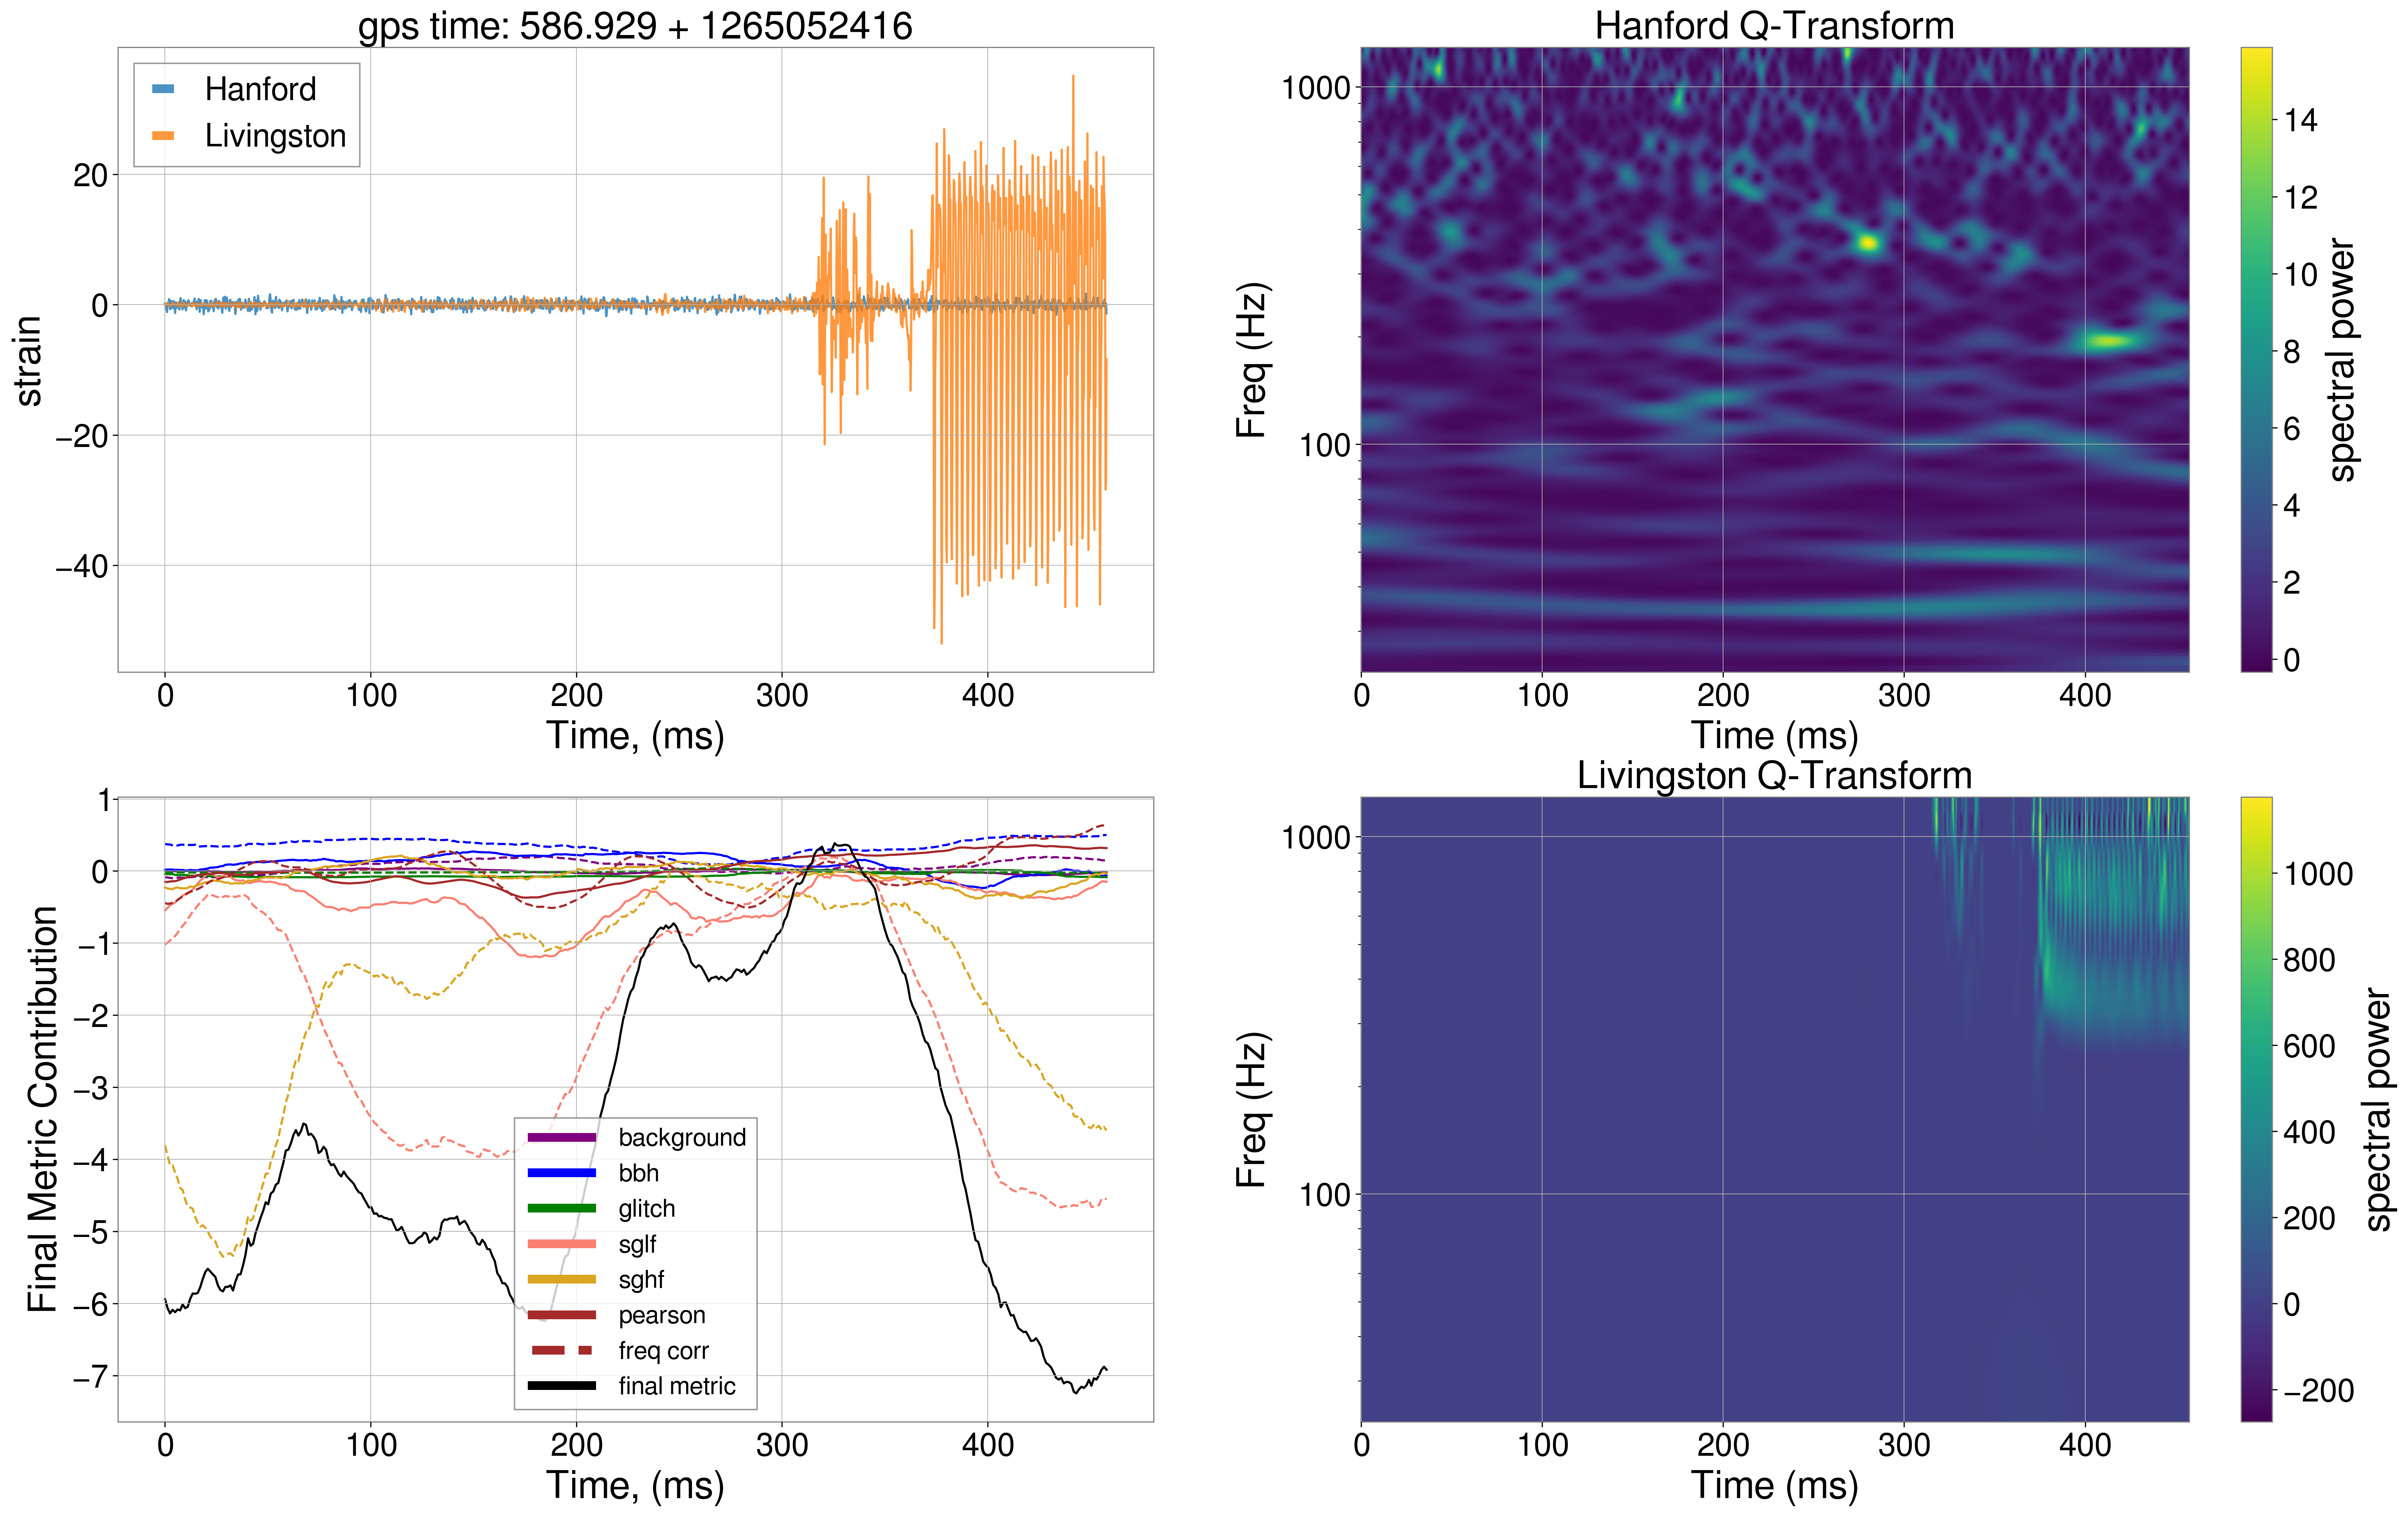 gps time: 586.929 + 1265052416
Hanford
Livingston
strain
20
0
−20
−40
0
100
200
300
400
Time, (ms)
Hanford Q-Transform
Freq (Hz)
1000
100
0
100
200
300
400
Time (ms)
14
12
10
8
6
4
2
0
spectral power
Final Metric Contribution
1
0
−1
−2
−3
−4
−5
−6
−7
background
bbh
glitch
sglf
sghf
pearson
freq corr
final metric
0
100
200
300
400
Time, (ms)
Livingston Q-Transform
Freq (Hz)
1000
100
0
100
200
300
400
Time (ms)
1000
800
600
400
200
0
−200
spectral power